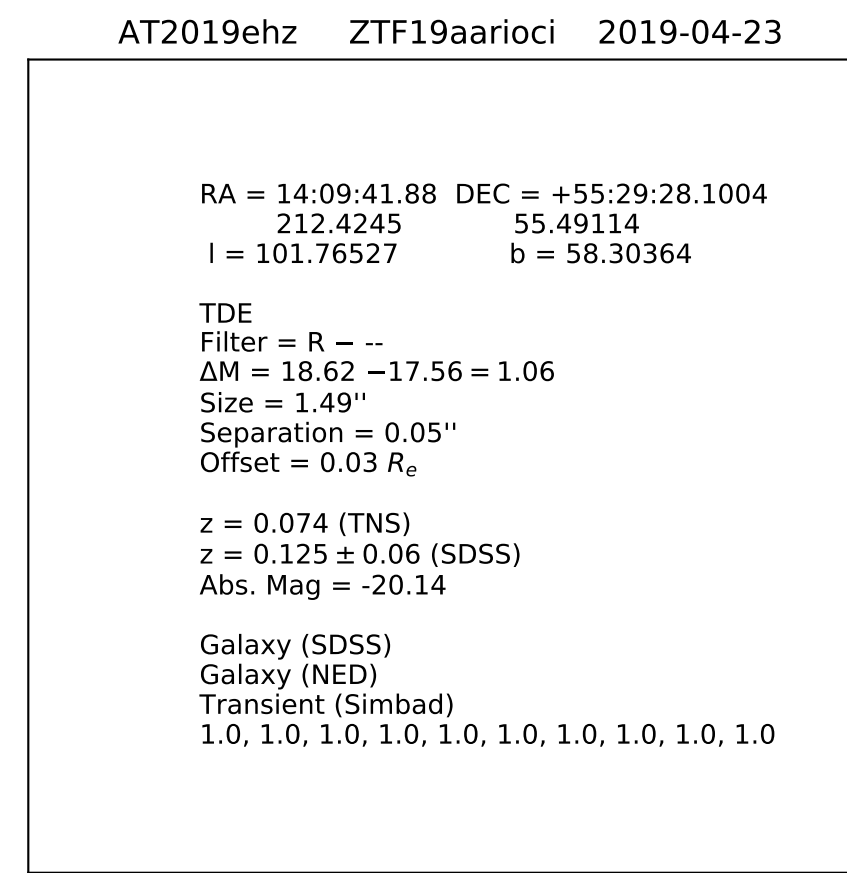 AT2019ehz ZTF19aarioci 2019-04-23
RA = 14:09:41.88 DEC = +55:29:28.1004
212.4245 55.49114
l = 101.76527 b = 58.30364
TDE
Filter = R − --
ΔM = 18.62 −17.56 = 1.06
Size = 1.49''
Separation = 0.05''
Offset = 0.03 Rₑ
z = 0.074 (TNS)
z = 0.125 ± 0.06 (SDSS)
Abs. Mag = -20.14
Galaxy (SDSS)
Galaxy (NED)
Transient (Simbad)
1.0, 1.0, 1.0, 1.0, 1.0, 1.0, 1.0, 1.0, 1.0, 1.0